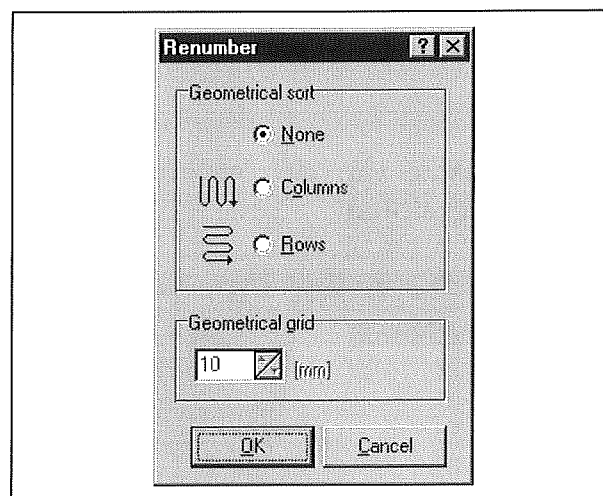 Renumber
Geometrical sort
None
Columns
Rows
Geometrical grid
10 [mm]
OK Cancel